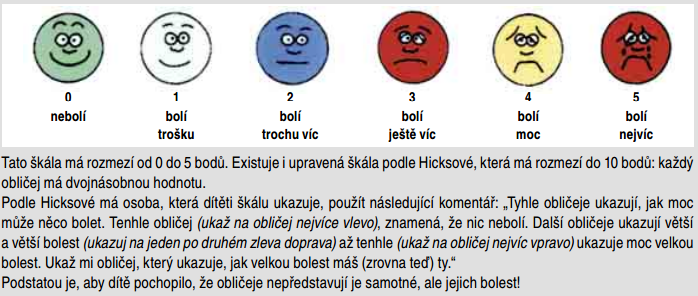 0 1 2 3 4 5
nebolí bolí bolí bolí bolí bolí
trošku trochu víc ještě víc moc nejvíc
Tato škála má rozmezí od 0 do 5 bodů. Existuje i upravená škála podle Hicksové, která má rozmezí do 10 bodů: každý
obličej má dvojnásobnou hodnotu.
Podle Hicksové má osoba, která dítěti škálu ukazuje, použít následující komentář: „Tyhle obličeje ukazují, jak moc
může něco bolet. Tenhle obličej (ukaž na obličej nejvíce vlevo), znamená, že nic nebolí. Další obličeje ukazují větší
a větší bolest (ukazuj na jeden po druhém zleva doprava) až tenhle (ukaž na obličej nejvíc vpravo) ukazuje moc velkou
bolest. Ukaž mi obličej, který ukazuje, jak velkou bolest máš (zrovna teď) ty.“
Podstatou je, aby dítě pochopilo, že obličeje nepředstavují je samotné, ale jejich bolest!